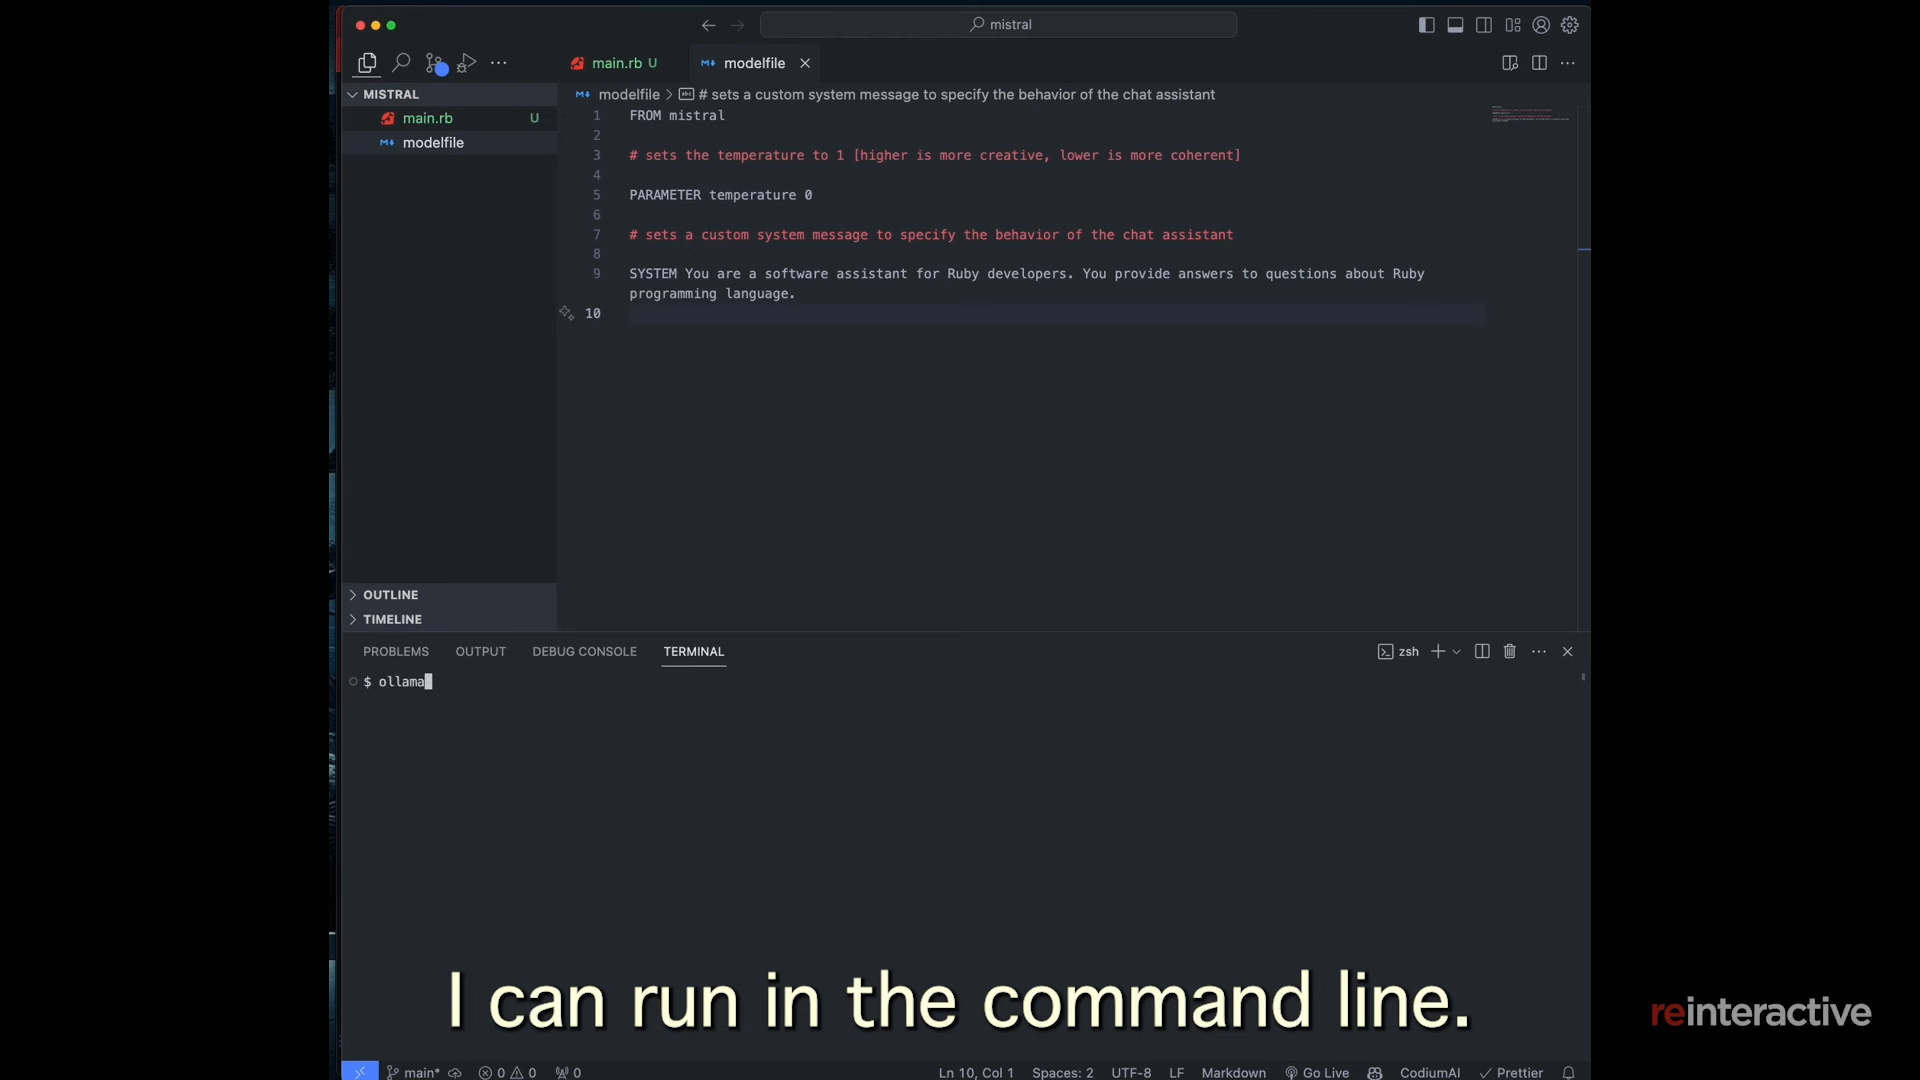 mistral
main.rb U
modelfile
MISTRAL
modelfile > # sets a custom system message to specify the behavior of the chat assistant
main.rb U
modelfile
1 FROM mistral
2
3 # sets the temperature to 1 [higher is more creative, lower is more coherent]
4
5 PARAMETER temperature 0
6
7 # sets a custom system message to specify the behavior of the chat assistant
8
9 SYSTEM You are a software assistant for Ruby developers. You provide answers to questions about Ruby
programming language.
10
OUTLINE
TIMELINE
PROBLEMS OUTPUT DEBUG CONSOLE TERMINAL zsh
$ ollama
I can run in the command line.
reinteractive
main* 0 0 0 Ln 10, Col 1 Spaces: 2 UTF-8 LF Markdown Go Live CodiumAI Prettier